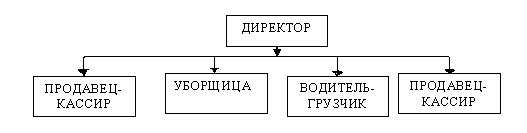 ДИРЕКТОР
ПРОДАВЕЦ-
КАССИР
УБОРЩИЦА
ВОДИТЕЛЬ-
ГРУЗЧИК
ПРОДАВЕЦ-
КАССИР